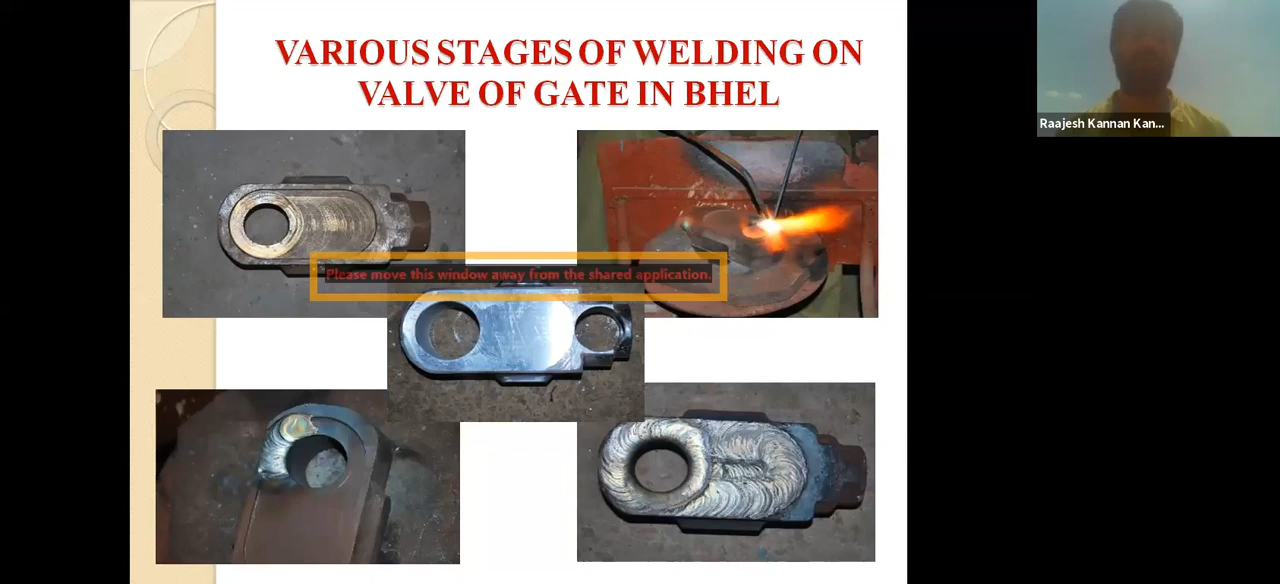 VARIOUS STAGES OF WELDING ON
VALVE OF GATE IN BHEL
Raajesh Kannan Kan...
Please move this window away from the shared application.